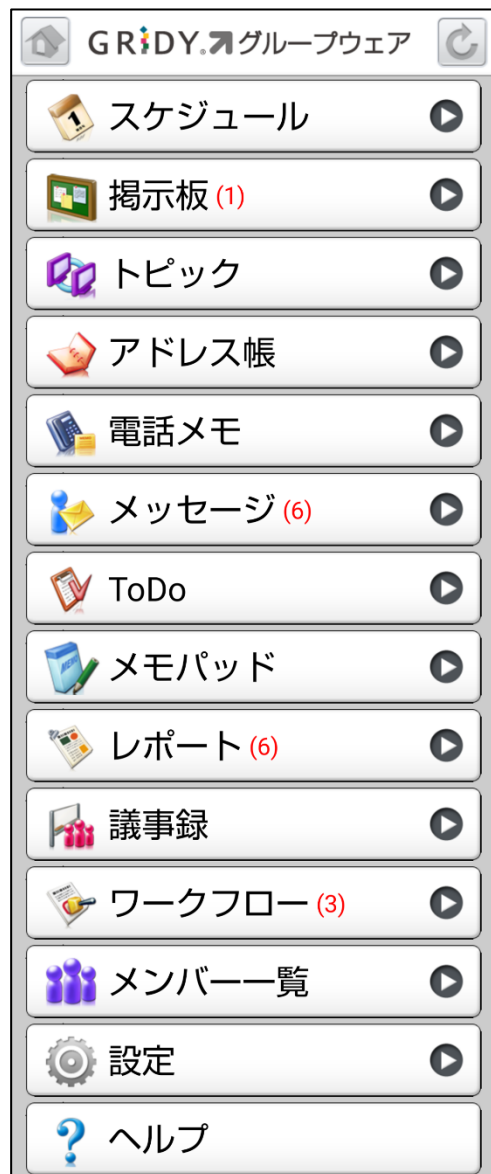 GRiDY. グループウェア
1
スケジュール
掲示板 (1)
トピック
アドレス帳
電話メモ
メッセージ (6)
ToDo
メモパッド
レポート (6)
議事録
ワークフロー (3)
メンバー一覧
設定
ヘルプ